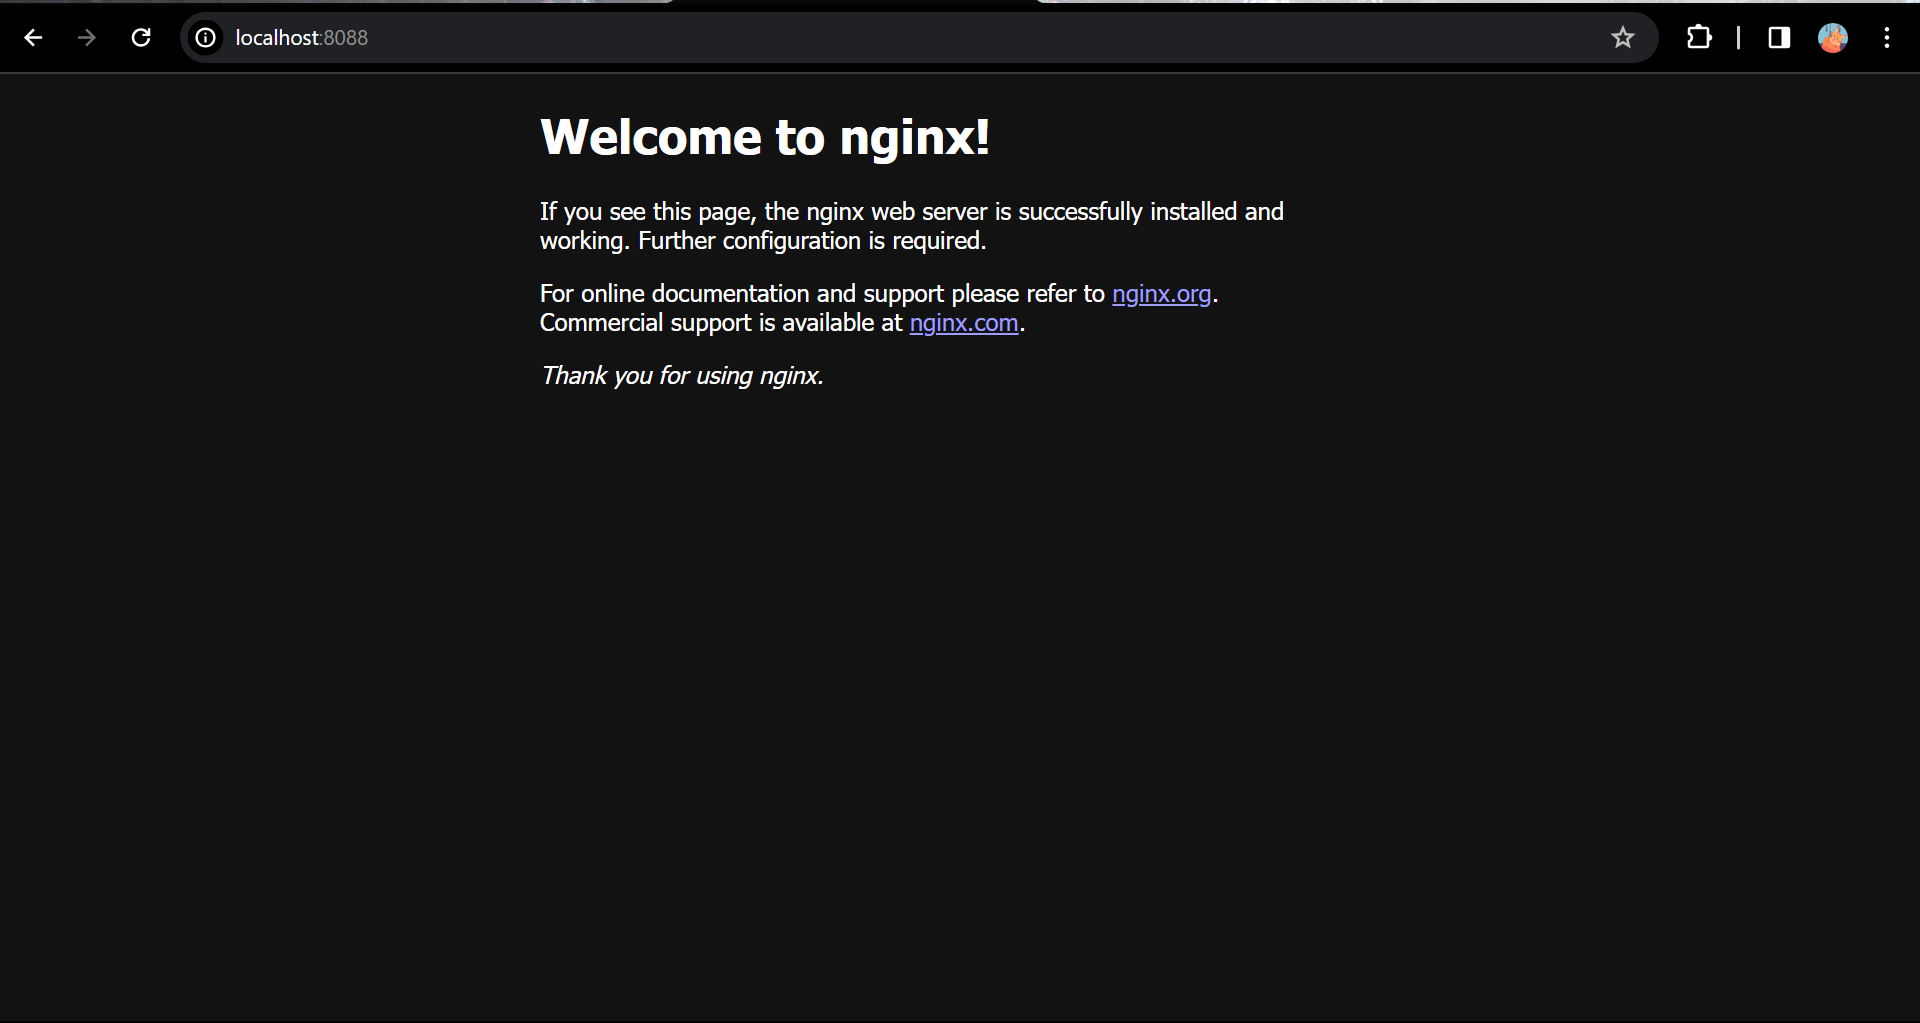 localhost:8088
Welcome to nginx!
If you see this page, the nginx web server is successfully installed and
working. Further configuration is required.
For online documentation and support please refer to nginx.org.
Commercial support is available at nginx.com.
Thank you for using nginx.